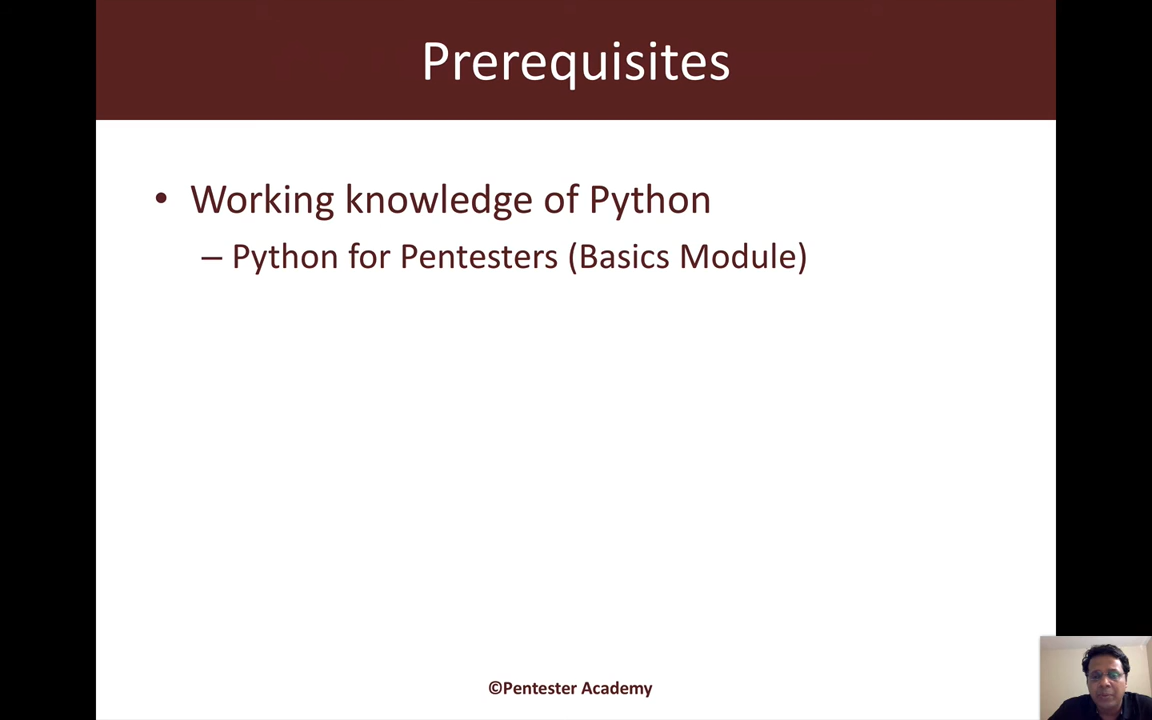 Prerequisites
• Working knowledge of Python
– Python for Pentesters (Basics Module)
©Pentester Academy